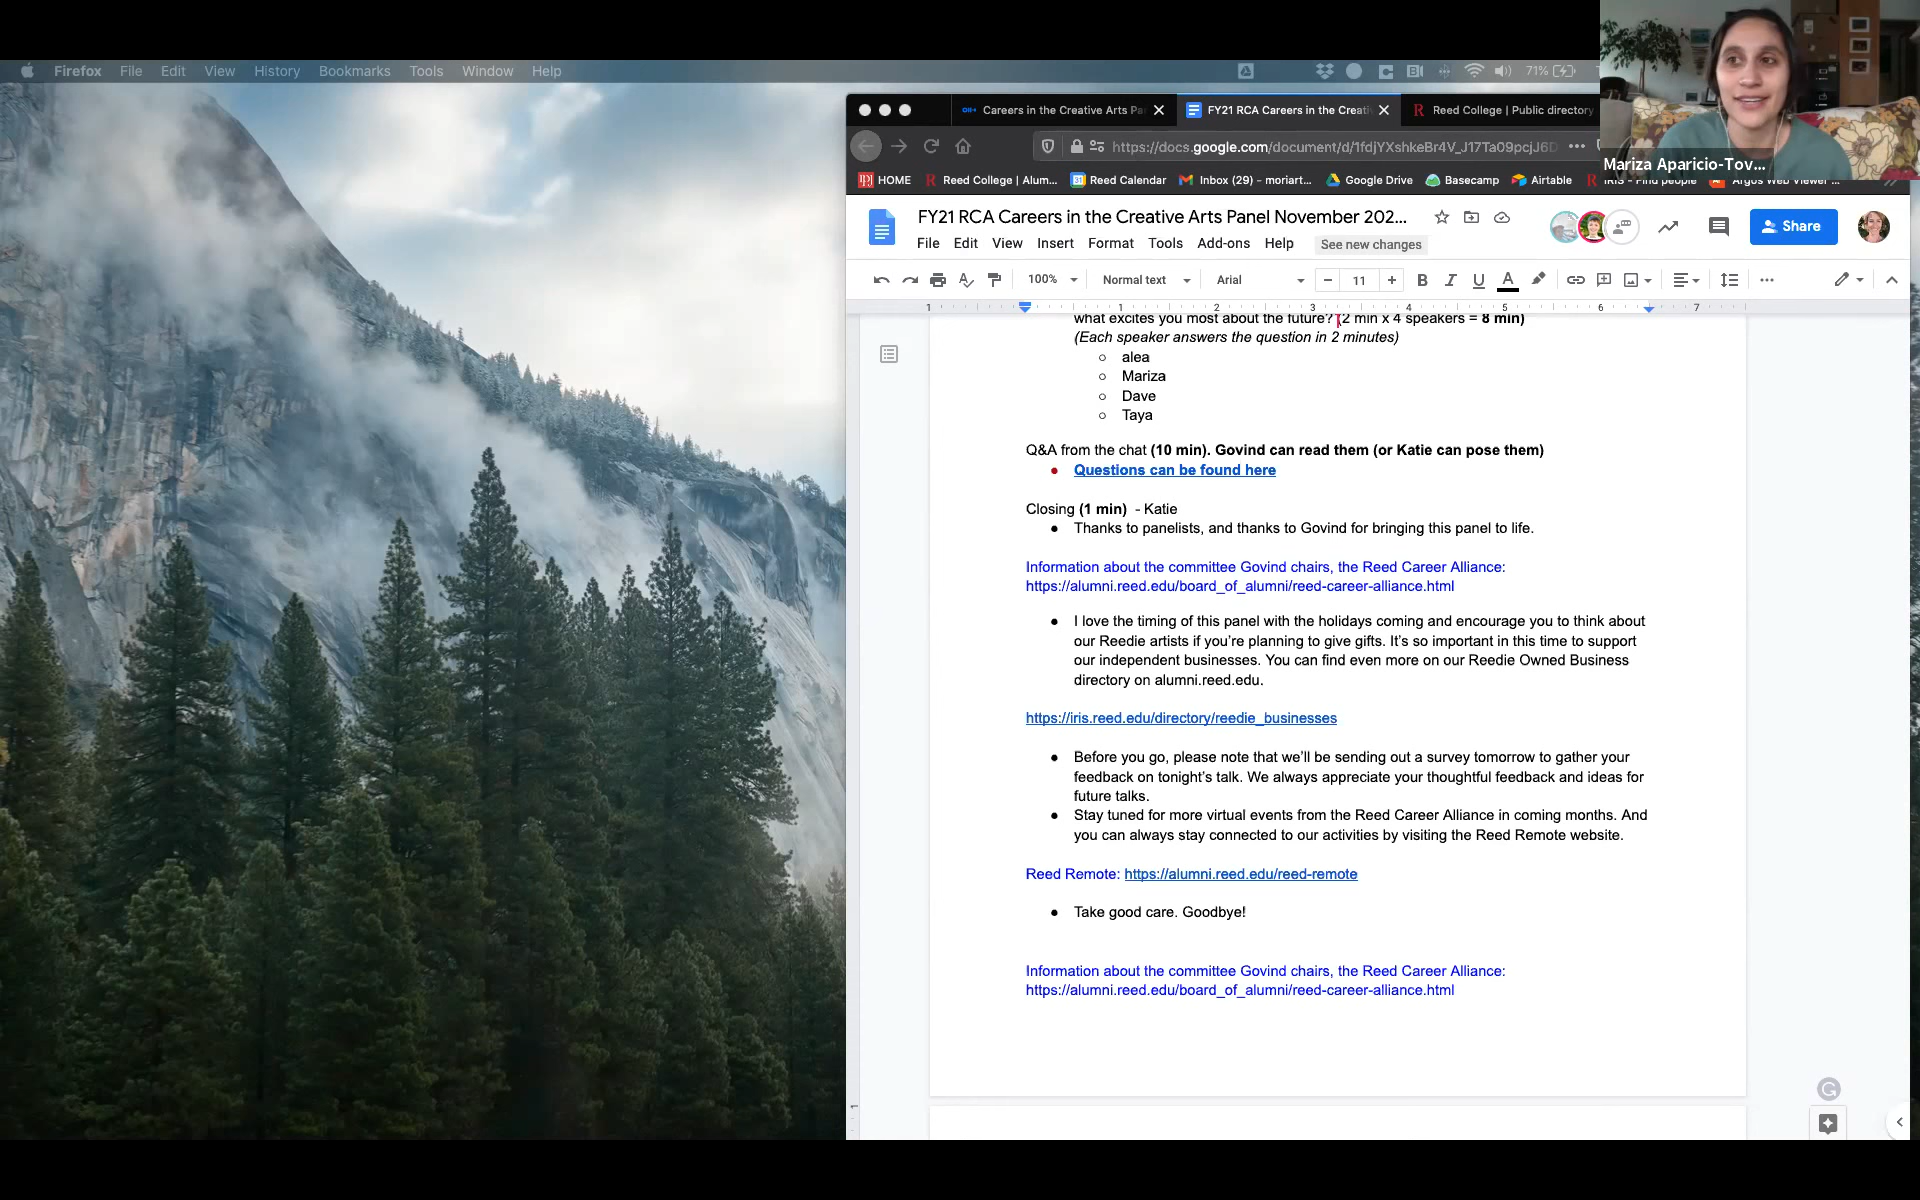 Firefox File Edit View History Bookmarks Tools Window Help
71%
Careers in the Creative Arts Pa
FY21 RCA Careers in the Creati
Reed College | Public directory
https://docs.google.com/document/d/1fdjYXshkeBr4V_J17Ta09pcjJ6D
Mariza Aparicio-Tov...
HOME
Reed College | Alum...
Reed Calendar
Inbox (29) - moriart...
Google Drive
Basecamp
Airtable
IRIS - Find people
Argos Web Viewer ...
FY21 RCA Careers in the Creative Arts Panel November 202...
Share
File Edit View Insert Format Tools Add-ons Help See new changes
100% Normal text Arial 11 B I U A
1 1 2 3 4 5 6 7
what excites you most about the future? (2 min x 4 speakers = 8 min)
(Each speaker answers the question in 2 minutes)
alea
Mariza
Dave
Taya
Q&A from the chat (10 min). Govind can read them (or Katie can pose them)
Questions can be found here
Closing (1 min) - Katie
Thanks to panelists, and thanks to Govind for bringing this panel to life.
Information about the committee Govind chairs, the Reed Career Alliance:
https://alumni.reed.edu/board_of_alumni/reed-career-alliance.html
I love the timing of this panel with the holidays coming and encourage you to think about
our Reedie artists if you're planning to give gifts. It's so important in this time to support
our independent businesses. You can find even more on our Reedie Owned Business
directory on alumni.reed.edu.
https://iris.reed.edu/directory/reedie_businesses
Before you go, please note that we'll be sending out a survey tomorrow to gather your
feedback on tonight's talk. We always appreciate your thoughtful feedback and ideas for
future talks.
Stay tuned for more virtual events from the Reed Career Alliance in coming months. And
you can always stay connected to our activities by visiting the Reed Remote website.
Reed Remote: https://alumni.reed.edu/reed-remote
Take good care. Goodbye!
Information about the committee Govind chairs, the Reed Career Alliance:
https://alumni.reed.edu/board_of_alumni/reed-career-alliance.html